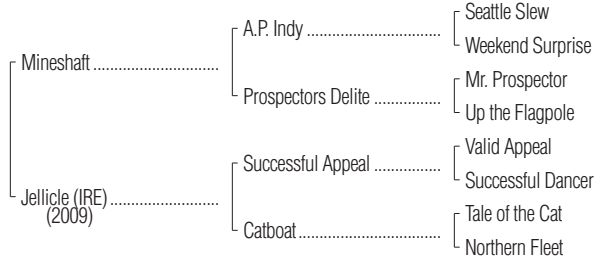 Seattle Slew
A.P. Indy ................................
Weekend Surprise
Mineshaft ..............................
Mr. Prospector
Prospectors Delite ................
Up the Flagpole
Valid Appeal
Successful Appeal ................
Successful Dancer
Jellicle (IRE) ..........................
(2009)
Tale of the Cat
Catboat ..................................
Northern Fleet